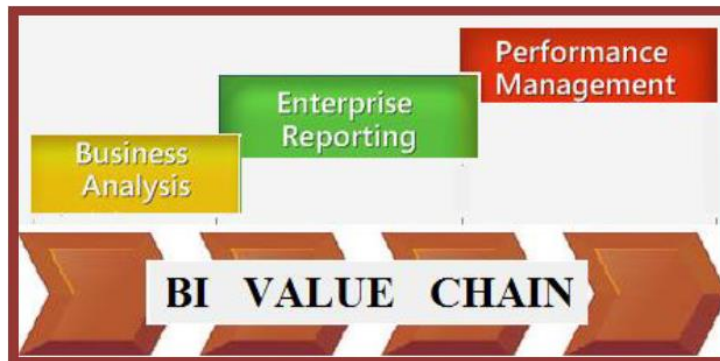 Performance
Management
Enterprise
Reporting
Business
Analysis
BI VALUE CHAIN